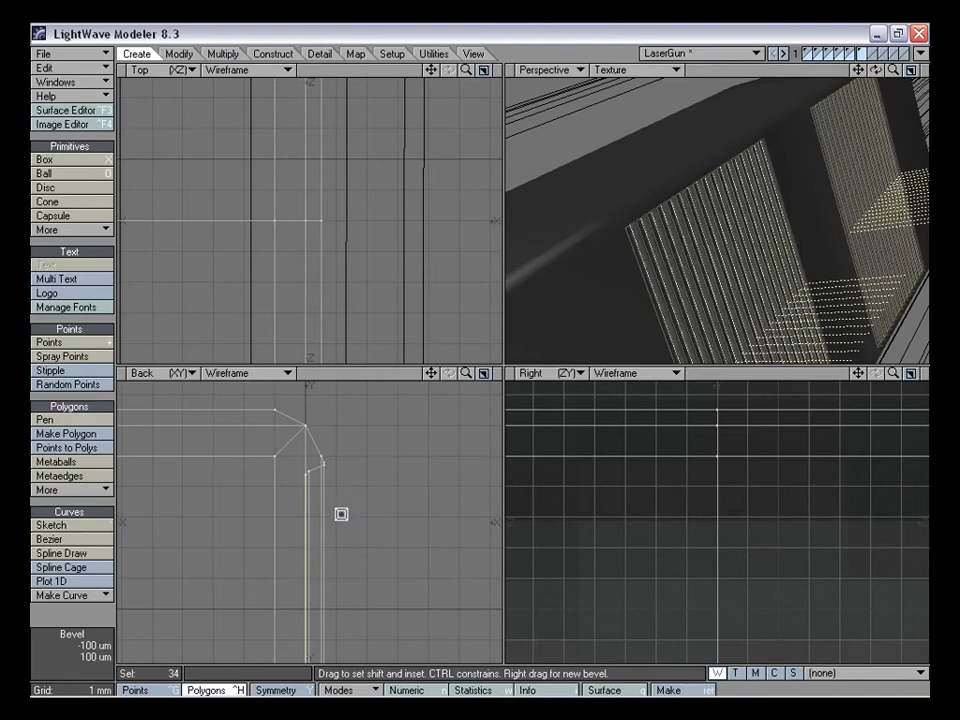 LightWave Modeler 8.3
File Create Modify Multiply Construct Detail Map Setup Utilities View LaserGun * 1
Edit Top (XZ) Wireframe Perspective Texture
Windows
Help
Surface Editor ^F3
Image Editor ^F4
Primitives
Box X
Ball O
Disc
Cone
Capsule
More
Text
Text
Multi Text
Logo
Manage Fonts
Points
Points +
Spray Points
Stipple
Random Points
Back (XY) Wireframe Right (ZY) Wireframe
Polygons
Pen
Make Polygon
Points to Polys
Metaballs
Metaedges
More
Curves
Sketch
Bezier
Spline Draw
Spline Cage
Plot 1D
Make Curve
Bevel
-100 um
100 um
Sel: 34 Drag to set shift and inset. CTRL constrains. Right drag for new bevel. W T M C S (none)
Grid: 1 mm Points ^G Polygons ^H Symmetry Y Modes Numeric n Statistics w Info i Surface q Make ret